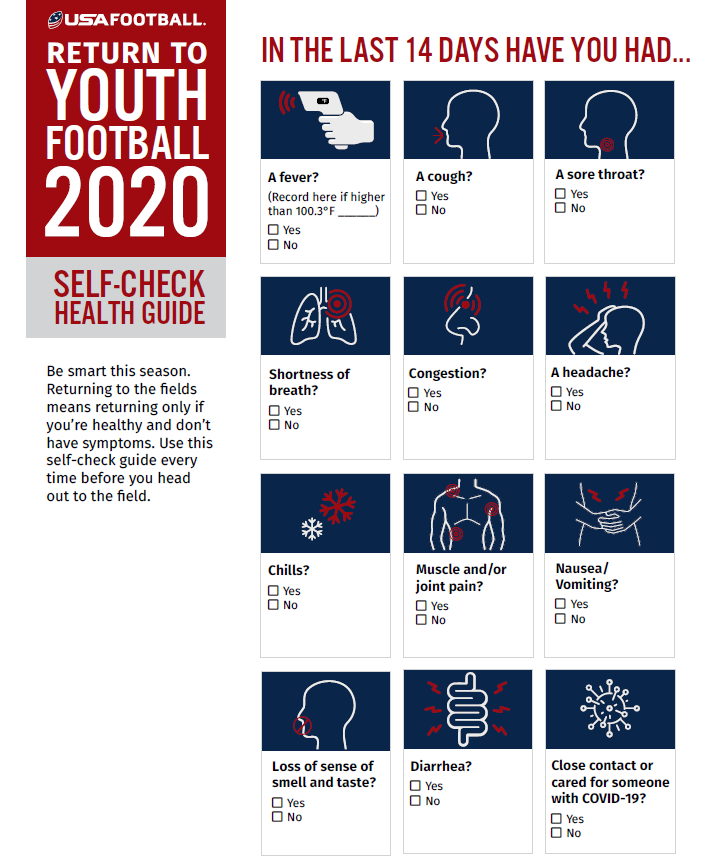 USAFOOTBALL.
RETURN TO
YOUTH
FOOTBALL
2020
SELF-CHECK
HEALTH GUIDE
Be smart this season.
Returning to the fields
means returning only if
you're healthy and don't
have symptoms. Use this
self-check guide every
time before you head
out to the field.
IN THE LAST 14 DAYS HAVE YOU HAD...
A fever?
(Record here if higher
than 100.3°F ______)
☐ Yes
☐ No
A cough?
☐ Yes
☐ No
A sore throat?
☐ Yes
☐ No
Shortness of
breath?
☐ Yes
☐ No
Congestion?
☐ Yes
☐ No
A headache?
☐ Yes
☐ No
Chills?
☐ Yes
☐ No
Muscle and/or
joint pain?
☐ Yes
☐ No
Nausea/
Vomiting?
☐ Yes
☐ No
Loss of sense of
smell and taste?
☐ Yes
☐ No
Diarrhea?
☐ Yes
☐ No
Close contact or
cared for someone
with COVID-19?
☐ Yes
☐ No